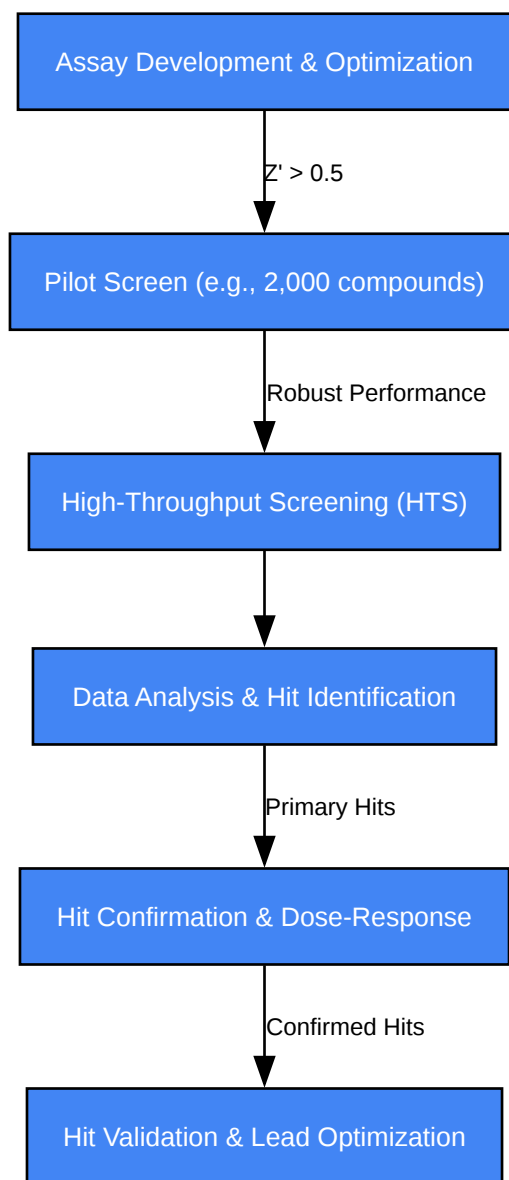 Assay Development & Optimization
Z' > 0.5
Pilot Screen (e.g., 2,000 compounds)
Robust Performance
High-Throughput Screening (HTS)
Data Analysis & Hit Identification
Primary Hits
Hit Confirmation & Dose-Response
Confirmed Hits
Hit Validation & Lead Optimization